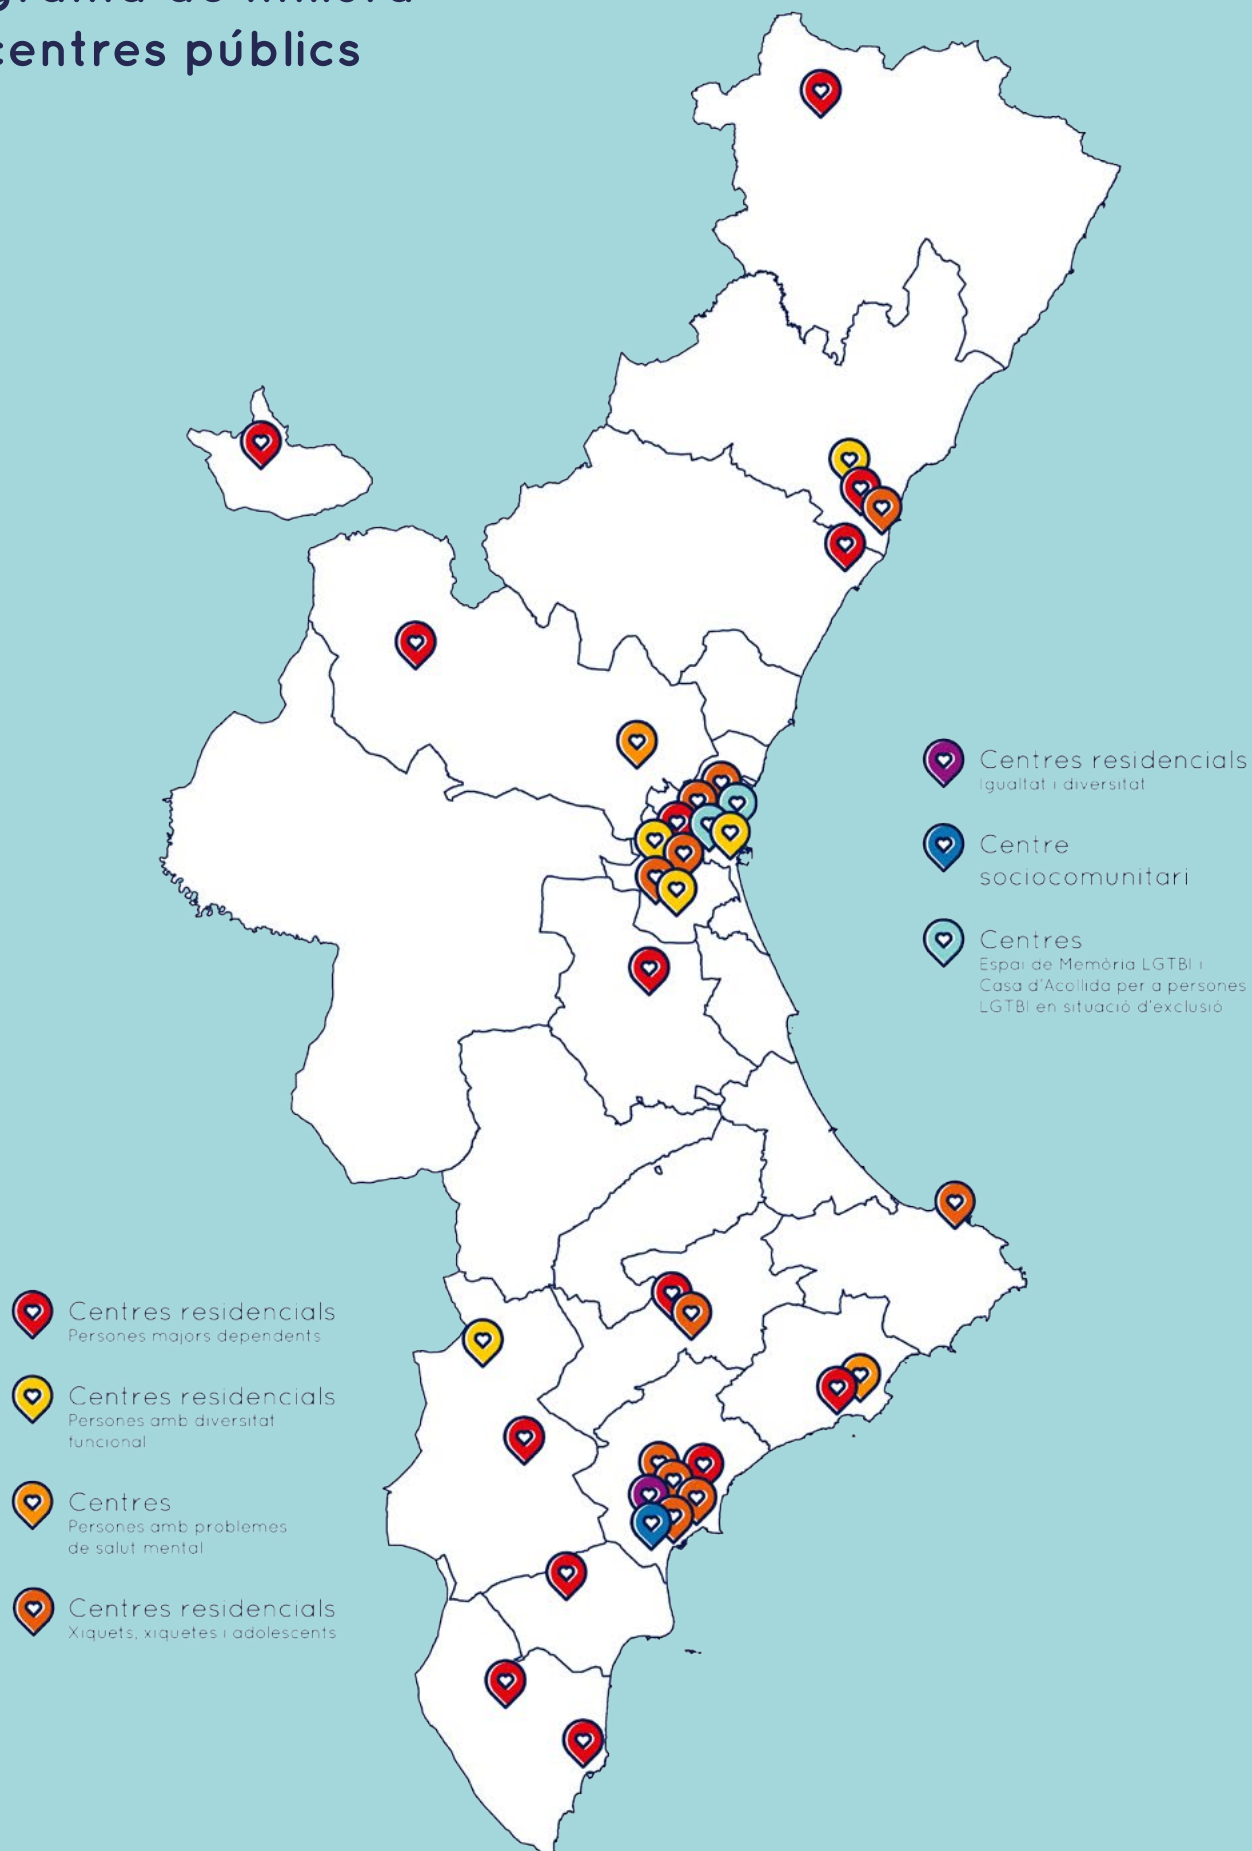 centres públics
Centres residencials
Igualtat i diversitat
Centre
sociocomunitari
Centres
Espai de Memòria LGTBI i
Casa d'Acollida per a persones
LGTBI en situació d'exclusió
Centres residencials
Persones majors dependents
Centres residencials
Persones amb diversitat
funcional
Centres
Persones amb problemes
de salut mental
Centres residencials
Xiquets, xiquetes i adolescents